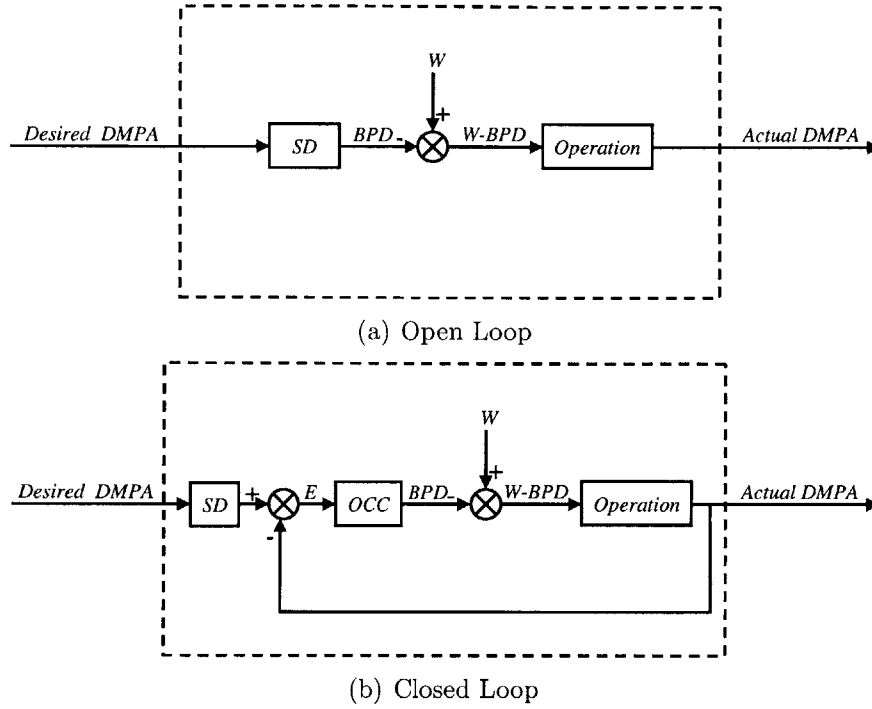 W
Desired DMPA
SD
BPD
-
+
W-BPD
Operation
Actual DMPA
(a) Open Loop
W
Desired DMPA
SD
+
-
E
OCC
BPD
-
+
W-BPD
Operation
Actual DMPA
(b) Closed Loop